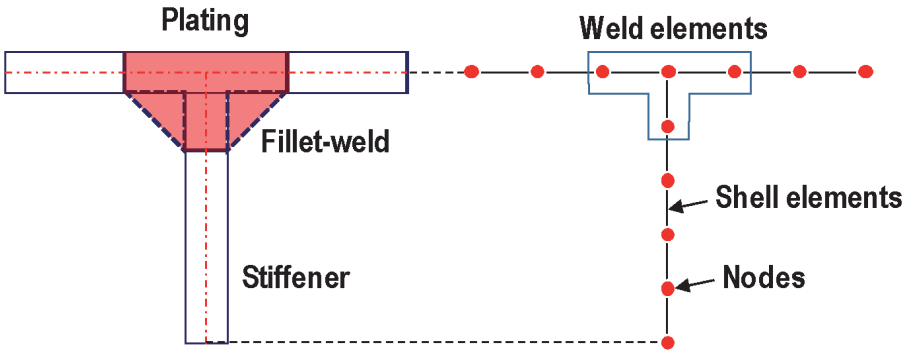 Plating
Weld elements
Fillet-weld
Shell elements
Stiffener
Nodes